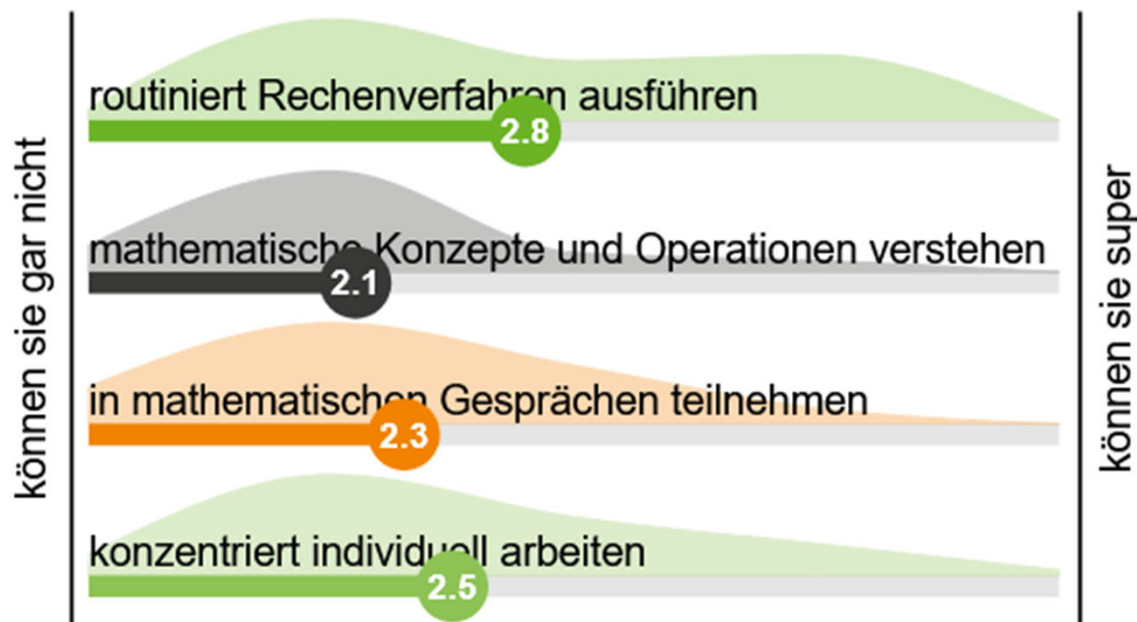 können sie gar nicht
routiniert Rechenverfahren ausführen
2.8
mathematische Konzepte und Operationen verstehen
2.1
in mathematischen Gesprächen teilnehmen
2.3
konzentriert individuell arbeiten
2.5
können sie super